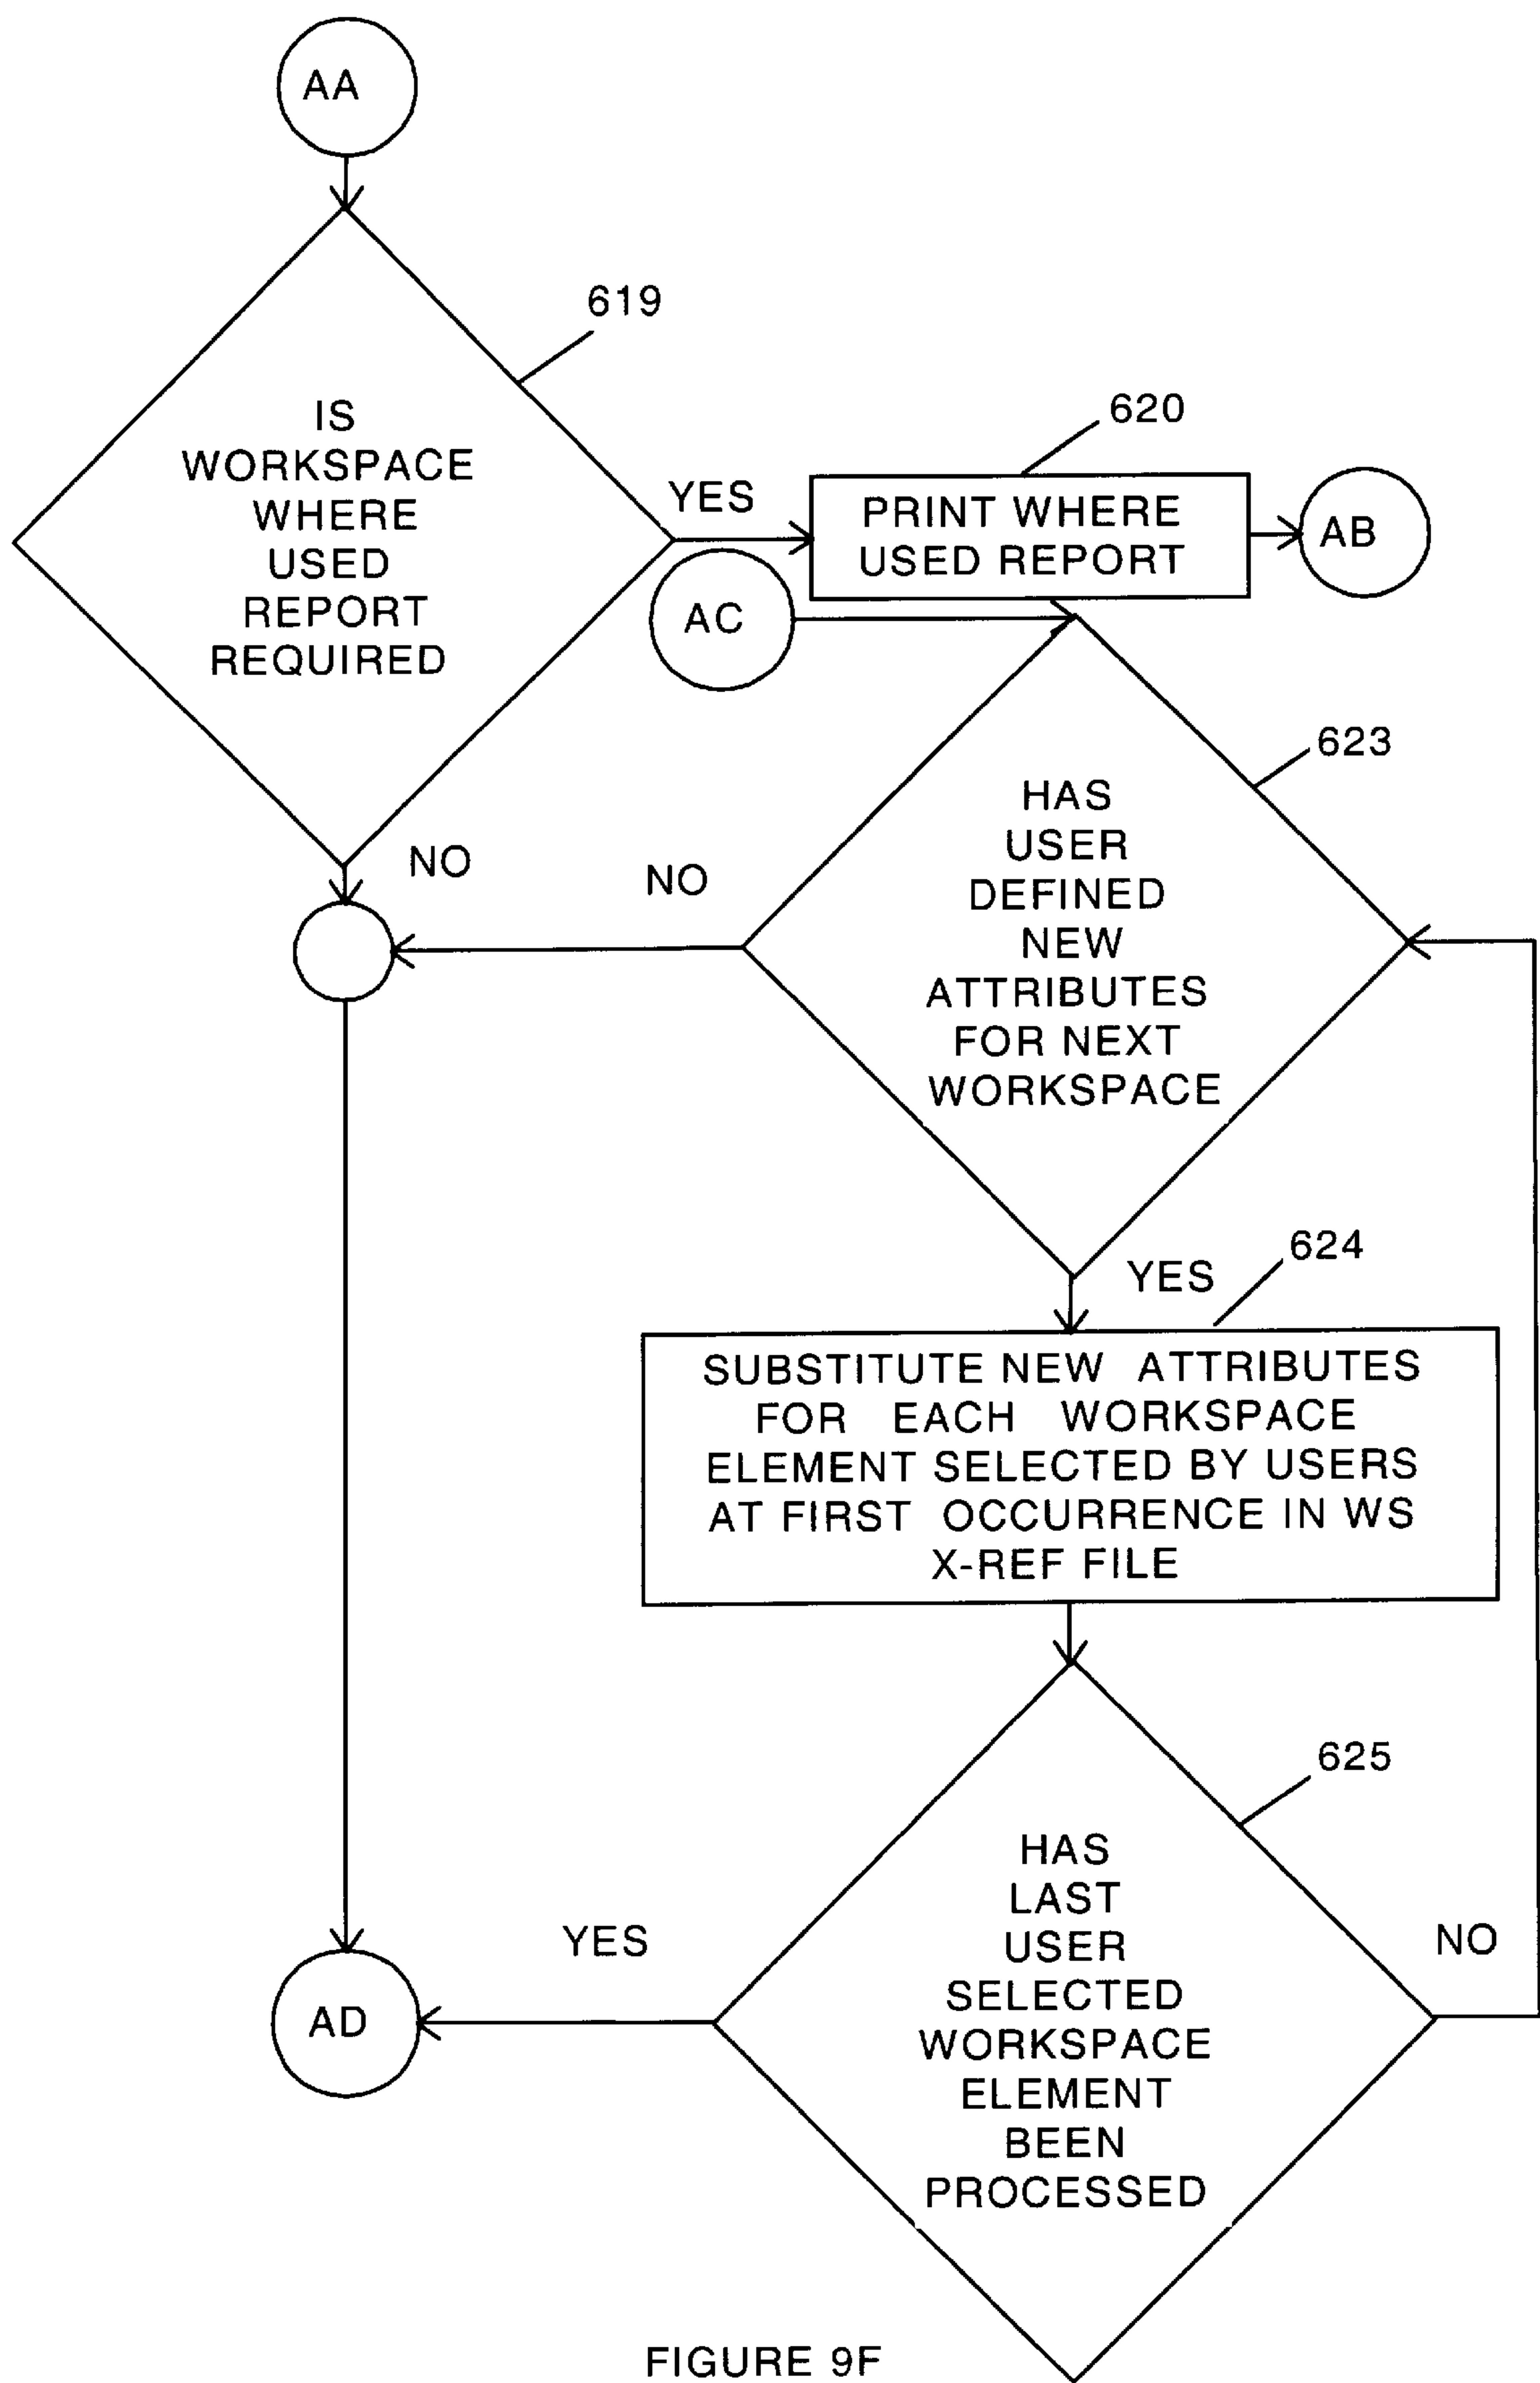 AA
619
IS
WORKSPACE
WHERE
USED
REPORT
REQUIRED
YES
620
PRINT WHERE
USED REPORT
AB
AC
NO
623
HAS
USER
DEFINED
NEW
ATTRIBUTES
FOR NEXT
WORKSPACE
NO
YES
624
SUBSTITUTE NEW ATTRIBUTES
FOR EACH WORKSPACE
ELEMENT SELECTED BY USERS
AT FIRST OCCURRENCE IN WS
X-REF FILE
625
HAS
LAST
USER
SELECTED
WORKSPACE
ELEMENT
BEEN
PROCESSED
YES
NO
AD
FIGURE 9F